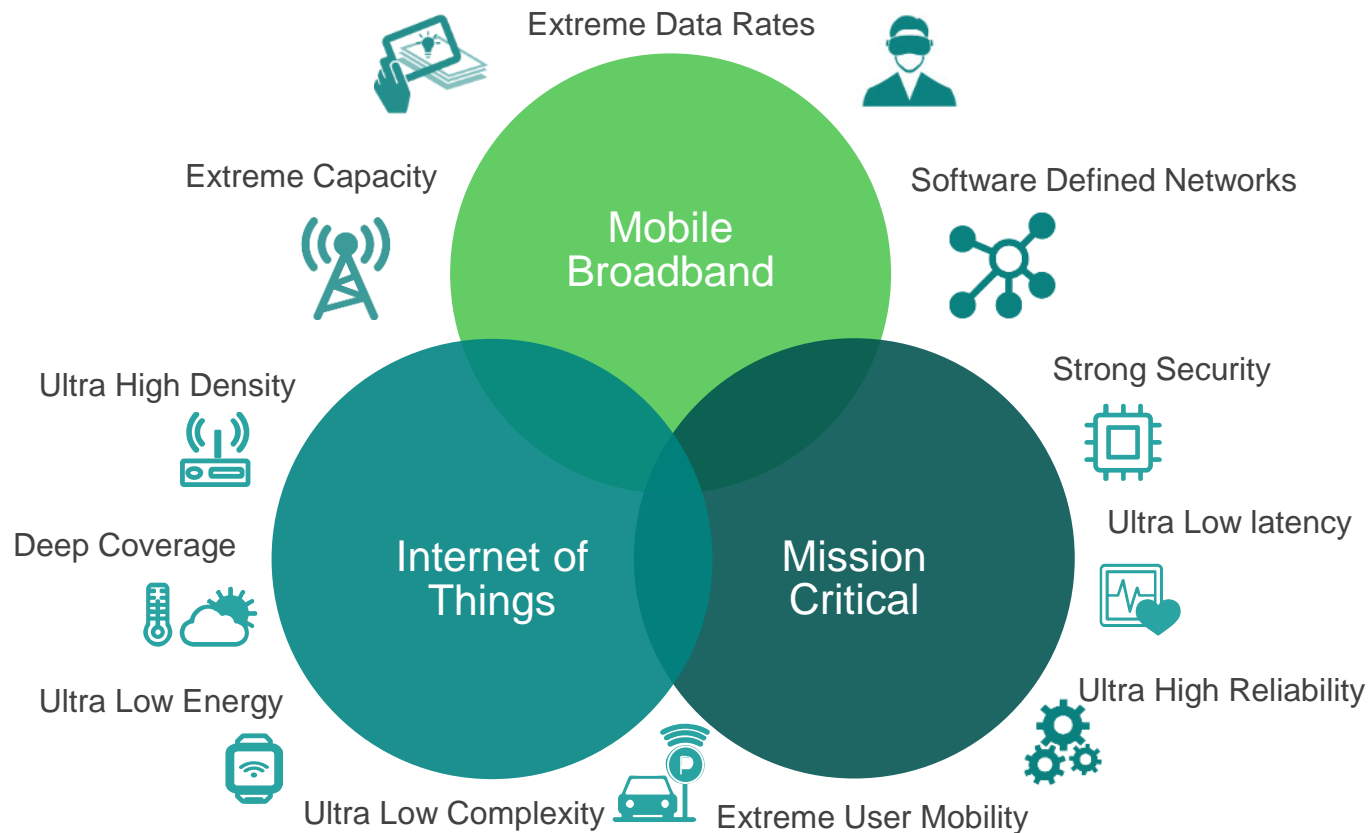 Extreme Data Rates
Extreme Capacity
Software Defined Networks
Mobile
Broadband
Ultra High Density
Strong Security
Deep Coverage
Internet of
Things
Mission
Critical
Ultra Low latency
Ultra Low Energy
Ultra High Reliability
P
Ultra Low Complexity
Extreme User Mobility